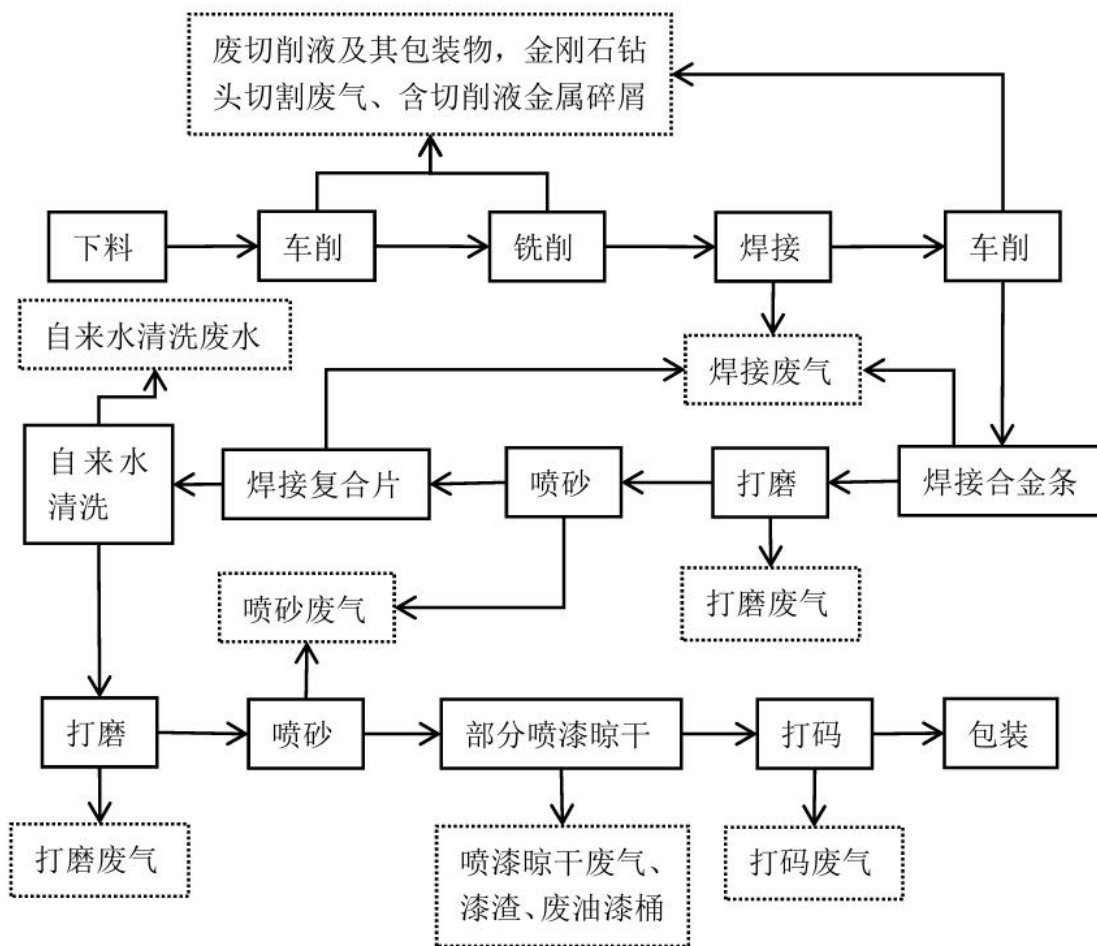 废切削液及其包装物，金刚石钻
头切割废气、含切削液金属碎屑
下料
车削
铣削
焊接
车削
自来水清洗废水
焊接废气
自来水
清洗
焊接复合片
喷砂
打磨
焊接合金条
喷砂废气
打磨废气
打磨
喷砂
部分喷漆晾干
打码
包装
打磨废气
喷漆晾干废气、
漆渣、废油漆桶
打码废气